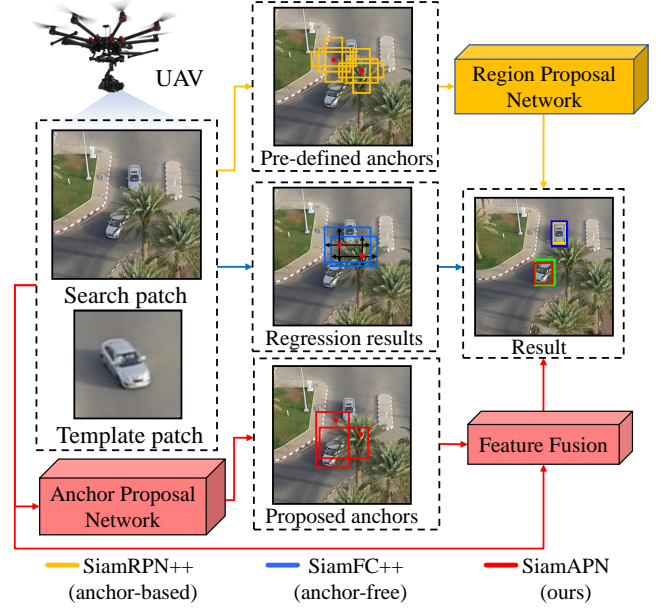 UAV
Region Proposal
Network
Pre-defined anchors
Search patch
Regression results
Result
Template patch
Feature Fusion
Anchor Proposal
Network
Proposed anchors
SiamRPN++
(anchor-based)
SiamFC++
(anchor-free)
SiamAPN
(ours)